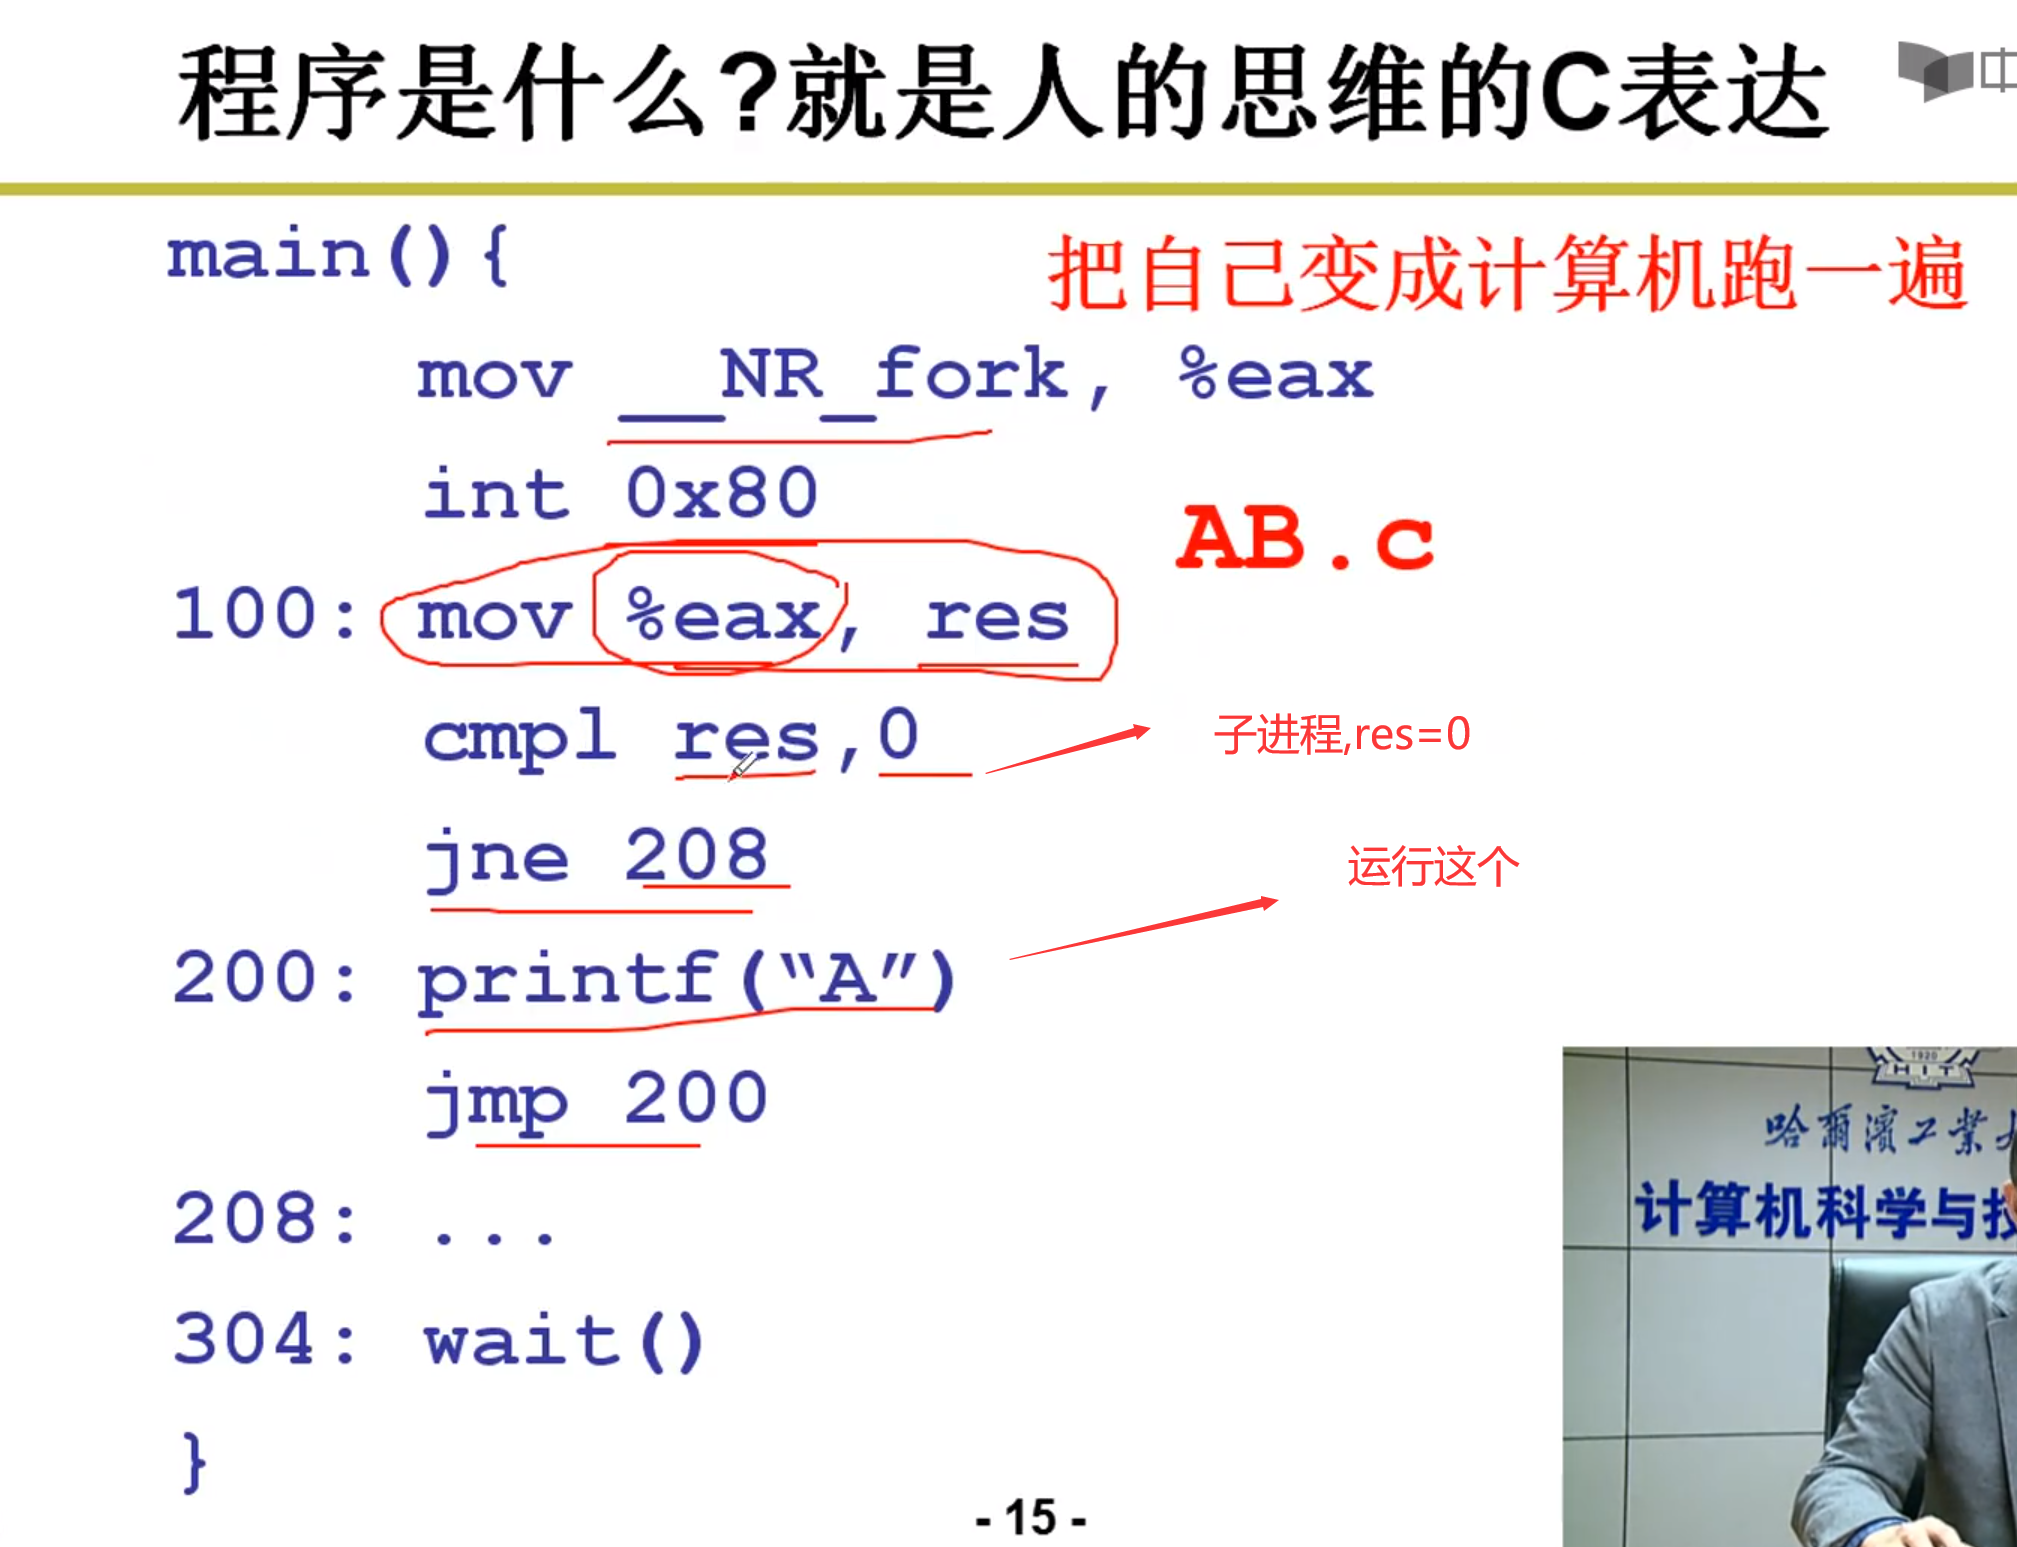 程序是什么?就是人的思维的C表达
中
main(){
把自己变成计算机跑一遍
mov __NR_fork, %eax
int 0x80
AB.c
100: mov %eax, res
cmpl res,0
子进程,res=0
jne 208
运行这个
200: printf(“A”)
jmp 200
208: ...
304: wait()
}
- 15 -
1920
HIT
哈爾濱工業
计算机科学与技